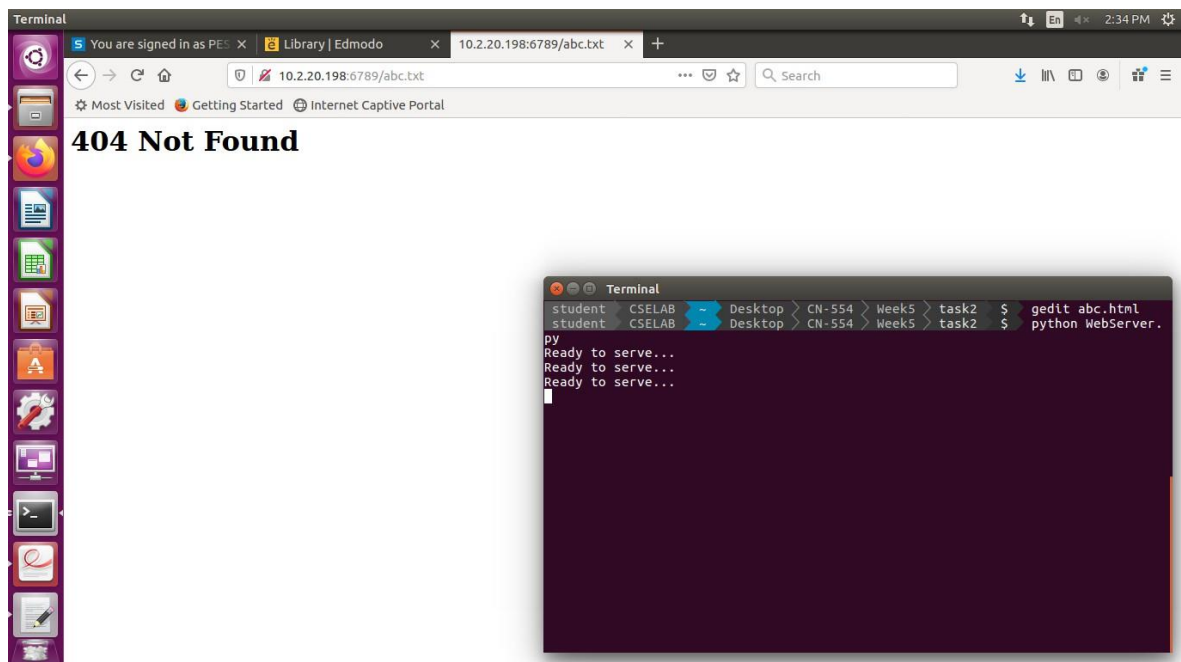 Terminal
En 2:34 PM
You are signed in as PES
Library | Edmodo
10.2.20.198:6789/abc.txt
10.2.20.198:6789/abc.txt
Search
Most Visited Getting Started Internet Captive Portal
404 Not Found
Terminal
student CSELAB ~ Desktop CN-554 Week5 task2 $ gedit abc.html
student CSELAB ~ Desktop CN-554 Week5 task2 $ python WebServer.
py
Ready to serve...
Ready to serve...
Ready to serve...